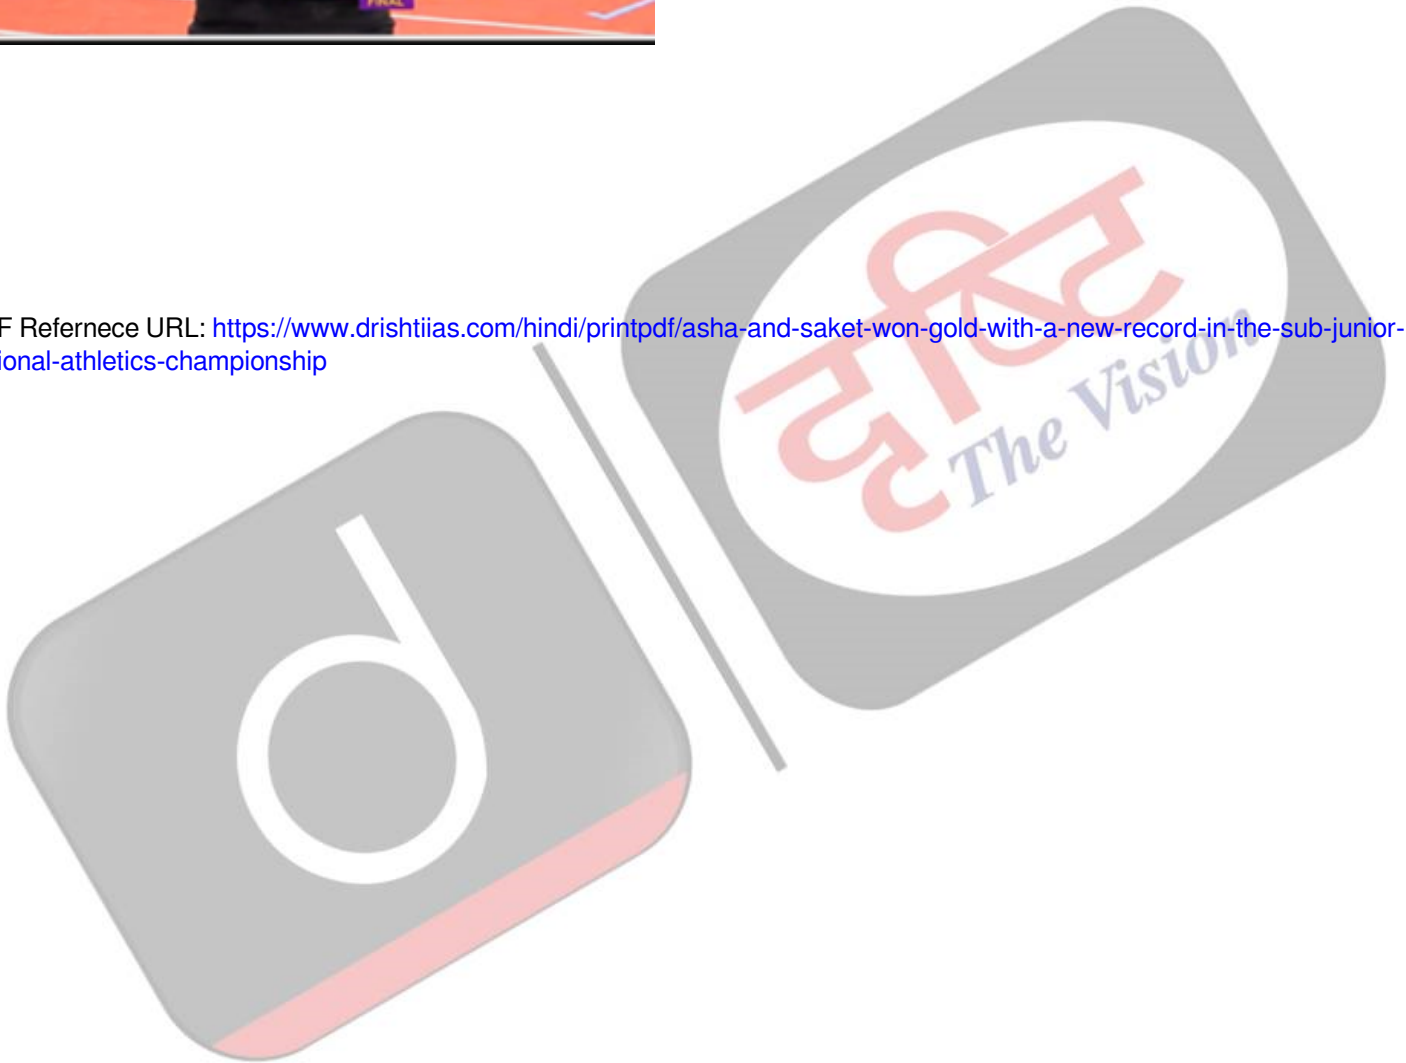 FINAL
F Refernece URL: https://www.drishtiias.com/hindi/printpdf/asha-and-saket-won-gold-with-a-new-record-in-the-sub-junior-
ional-athletics-championship
दृष्टि
The Vision
d